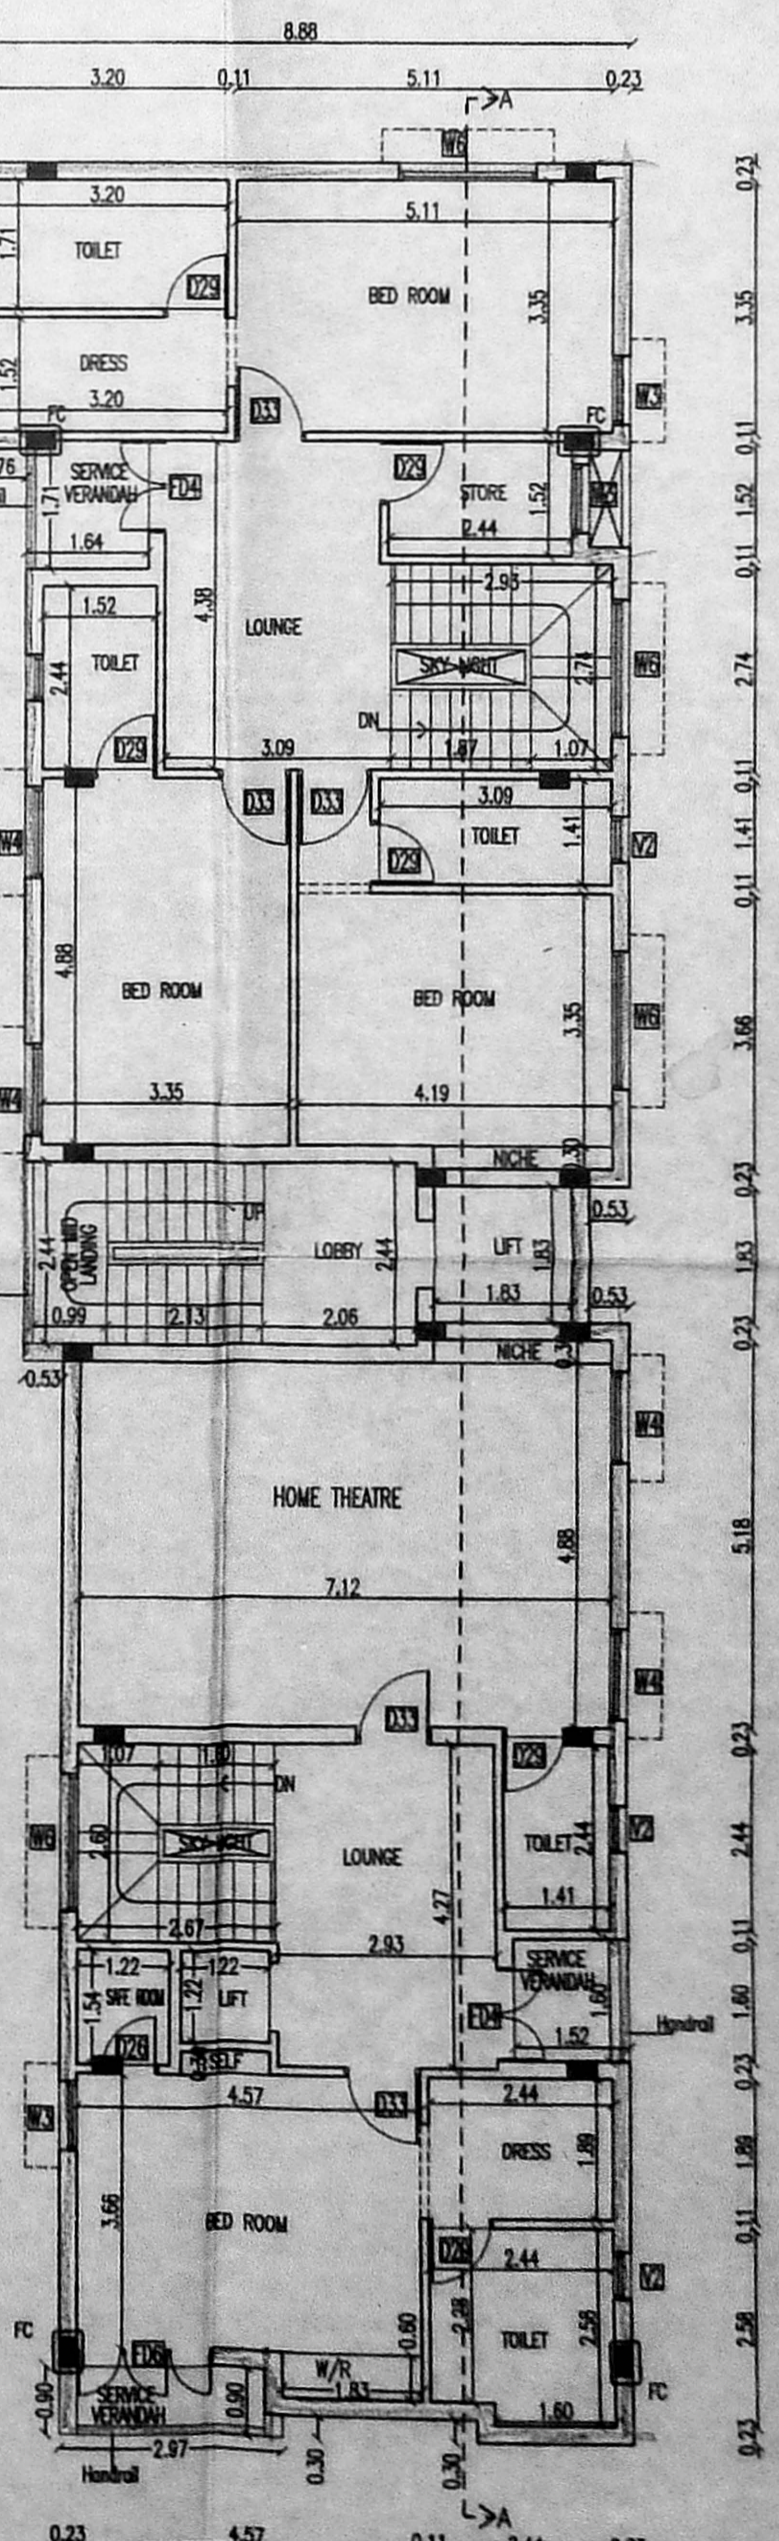 8.88
3.20 0.11 5.11 0.23
A
W6
3.20
5.11
0.23
1.71
TOILET
D29
BED ROOM
3.35
3.35
DRESS
1.52
3.20
W3
D33
FC
FC
0.11
76
SERVICE
VERANDAH
1.71
FD4
D29
STORE
1.52
1.52
2.44
1.64
0.11
2.93
1.52
4.38
LOUNGE
TOILET
2.44
SKY LIGHT
2.74
W6
2.74
DN
D29
3.09
1.87
1.07
0.11
D33
D33
3.09
TOILET
1.41
V2
1.41
W4
D29
0.11
4.88
BED ROOM
BED ROOM
3.35
W6
3.66
W4
3.35
4.19
NICHE
0.30
0.23
UP
0.53
2.44
OPEN MID
LANDING
LOBBY
2.44
LIFT
1.83
1.83
0.99
2.13
2.06
1.83
0.53
0.23
NICHE
0.53
W4
HOME THEATRE
4.88
5.18
7.12
W4
D33
D29
0.23
1.07
DN
W6
2.60
SKY LIGHT
LOUNGE
TOILET
2.44
V2
2.44
4.27
1.41
2.67
2.93
0.11
SERVICE
VERANDAH
1.22
1.22
1.54
SAFE ROOM
1.22
LIFT
1.60
1.60
FD4
Handrail
D26
1.52
SELF
0.23
W3
4.57
D33
2.44
DRESS
1.89
1.89
3.66
BED ROOM
0.11
2.44
V2
2.28
TOILET
2.58
2.58
FC
FD6
0.60
W/R
1.83
FC
0.90
SERVICE
VERANDAH
0.90
1.60
0.23
2.97
Handrail
0.30
0.30
A
0.23 4.57 0.11